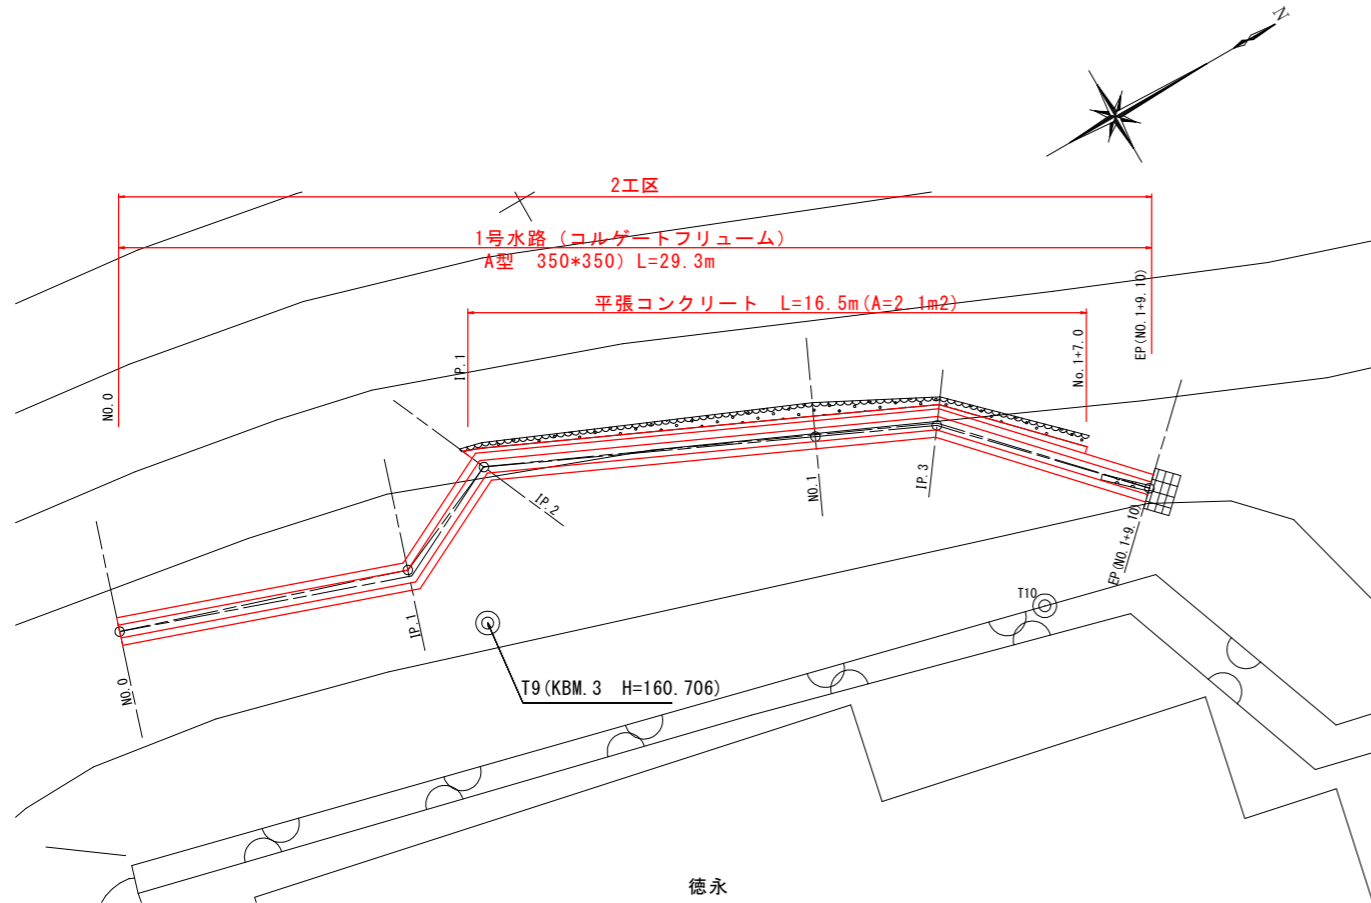 N
2工区
1号水路（コルゲートフリューム）
A型　350*350）L=29.3m
平張コンクリート　L=16.5m(A=2.1m2)
EP(NO.1+9.10)
No.1+7.0
IP.1
NO.0
IP.2
NO.1
IP.3
EP(NO.1+9.10)
T10
IP.1
NO.0
T9(KBM.3　H=160.706)
徳永